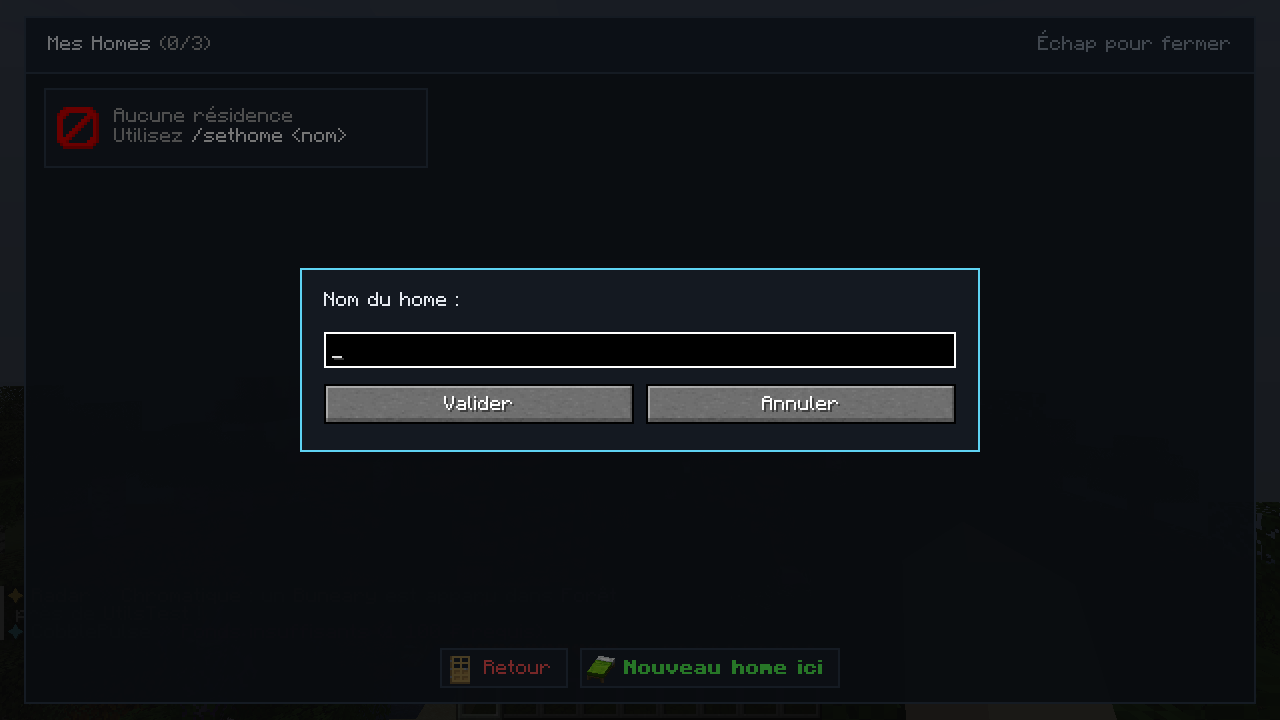 Mes Homes (0/3)
Échap pour fermer
Aucune résidence
Utilisez /sethome <nom>
Nom du home :
_
Valider
Annuler
Retour
Nouveau home ici